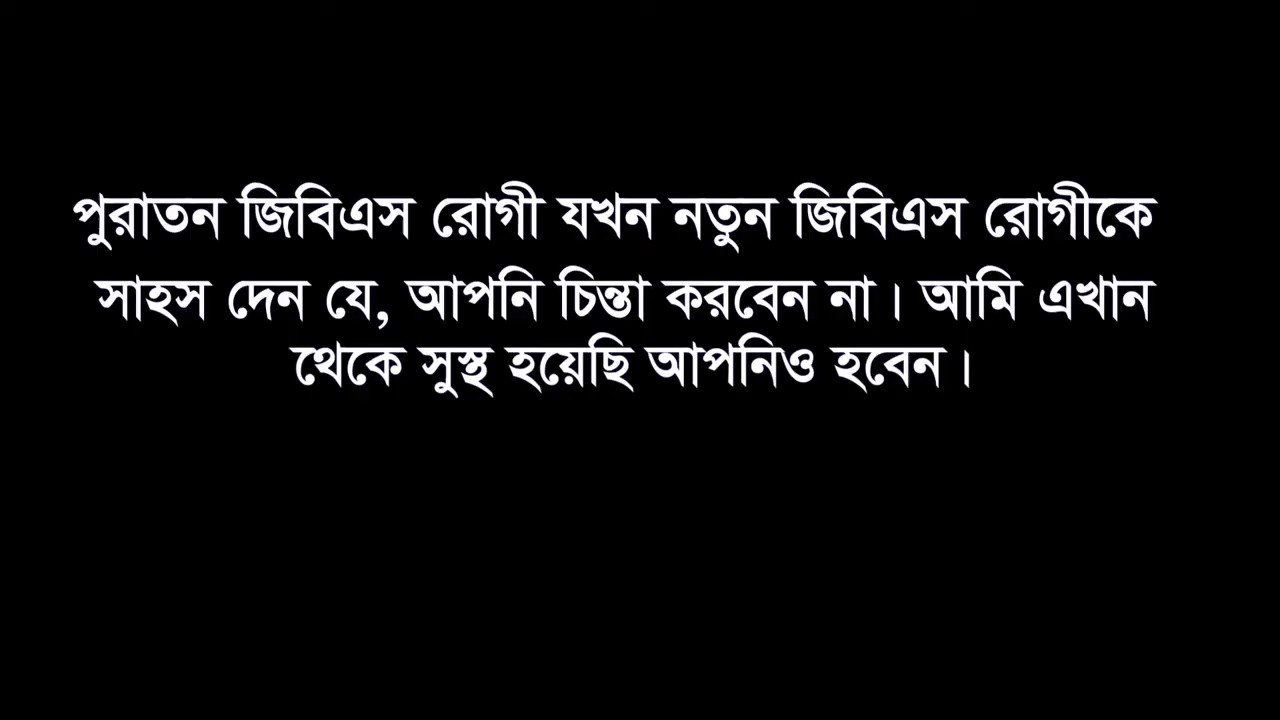 পুরাতন জিবিএস রোগী যখন নতুন জিবিএস রোগীকে
সাহস দেন যে, আপনি চিন্তা করবেন না। আমি এখান
থেকে সুস্থ হয়েছি আপনিও হবেন।